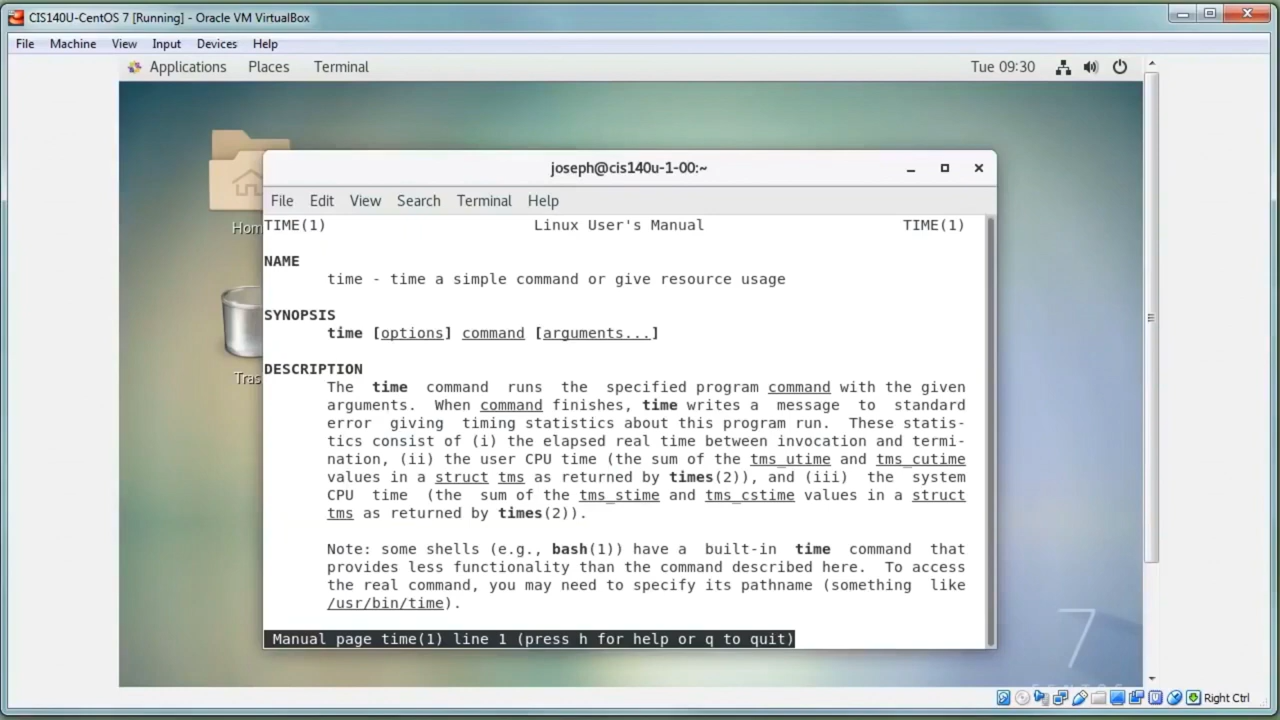 CIS140U-CentOS 7 [Running] - Oracle VM VirtualBox
File Machine View Input Devices Help
Applications Places Terminal Tue 09:30
joseph@cis140u-1-00:~
File Edit View Search Terminal Help
Hom
Tras
TIME(1) Linux User's Manual TIME(1)
NAME
time - time a simple command or give resource usage
SYNOPSIS
time [options] command [arguments...]
DESCRIPTION
The time command runs the specified program command with the given
arguments. When command finishes, time writes a message to standard
error giving timing statistics about this program run. These statis-
tics consist of (i) the elapsed real time between invocation and termi-
nation, (ii) the user CPU time (the sum of the tms_utime and tms_cutime
values in a struct tms as returned by times(2)), and (iii) the system
CPU time (the sum of the tms_stime and tms_cstime values in a struct
tms as returned by times(2)).
Note: some shells (e.g., bash(1)) have a built-in time command that
provides less functionality than the command described here. To access
the real command, you may need to specify its pathname (something like
/usr/bin/time).
Manual page time(1) line 1 (press h for help or q to quit)
7
Right Ctrl